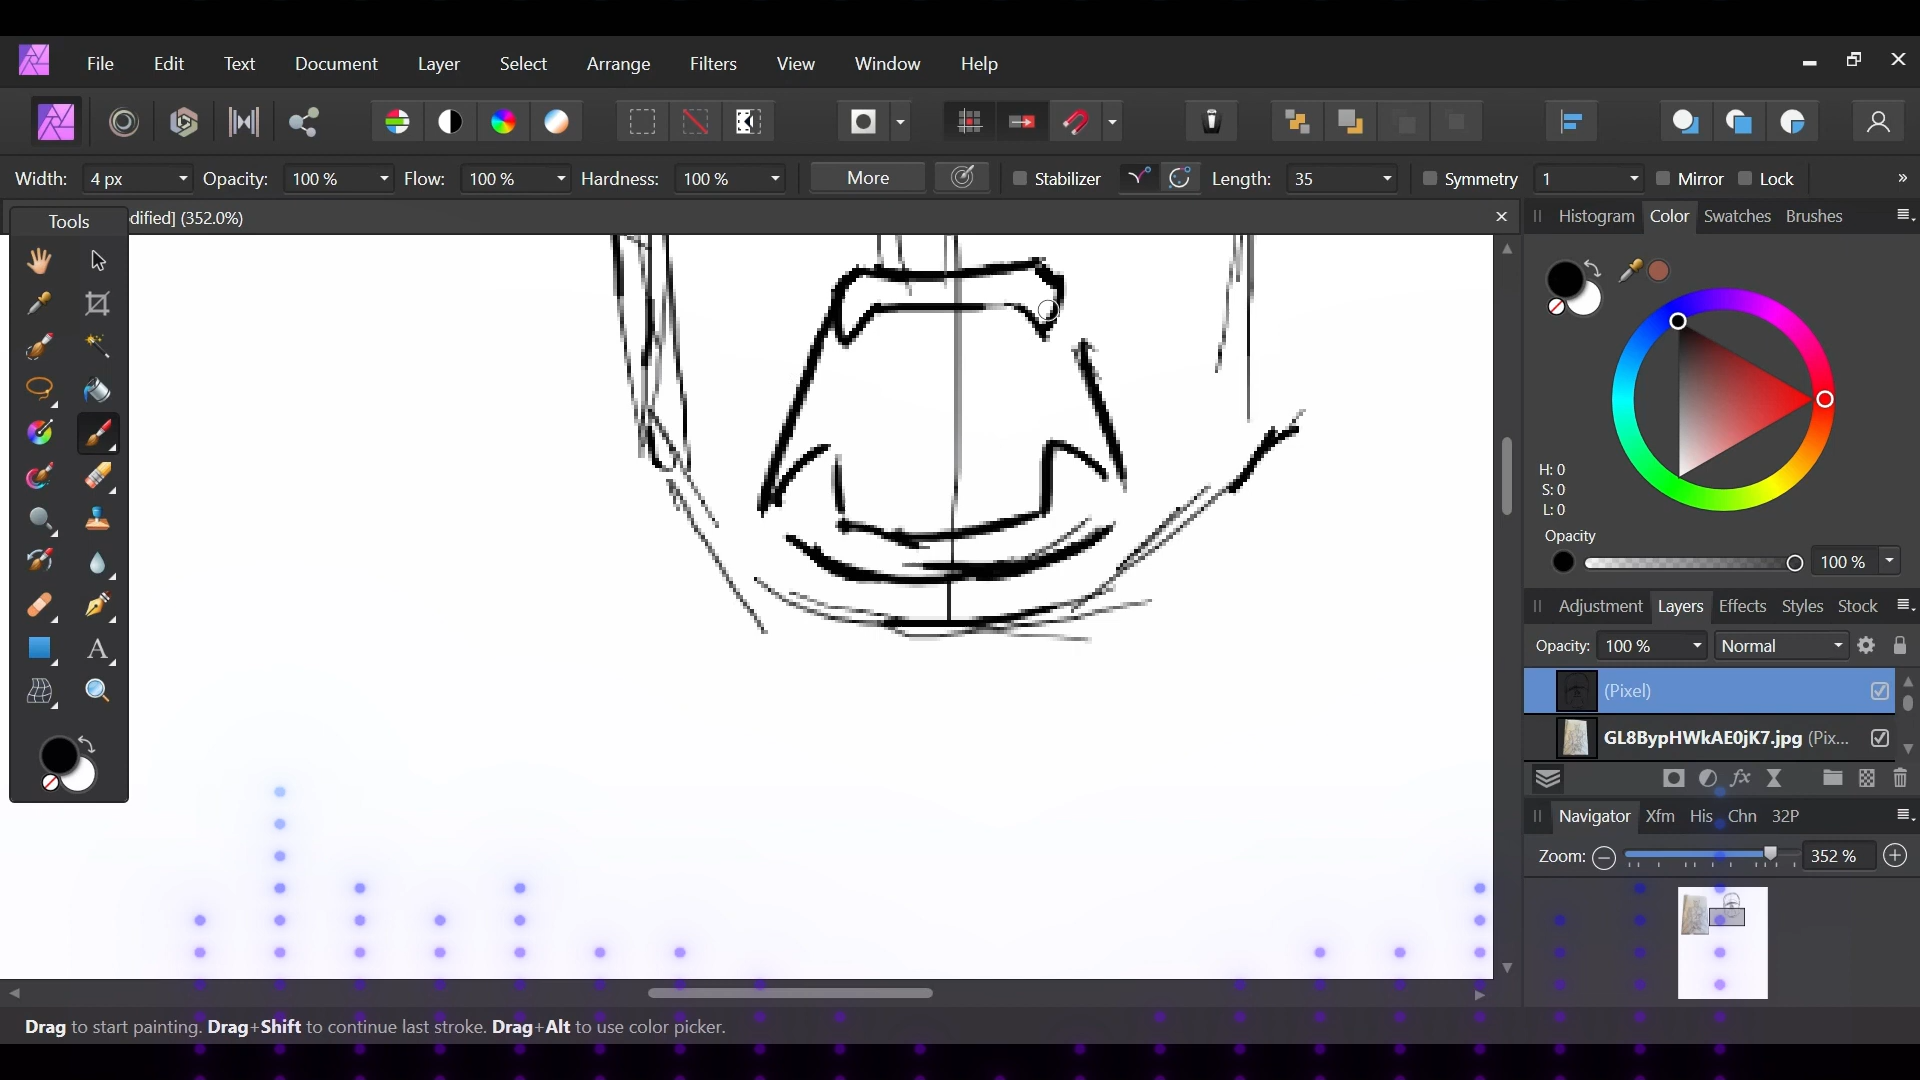 File Edit Text Document Layer Select Arrange Filters View Window Help
Width: 4 px Opacity: 100 % Flow: 100 % Hardness: 100 % More Stabilizer Length: 35 Symmetry 1 Mirror Lock »
Tools
dified] (352.0%)
Histogram Color Swatches Brushes
H: 0
S: 0
L: 0
Opacity
100 %
Adjustment Layers Effects Styles Stock
Opacity: 100 % Normal
(Pixel)
GL8BypHWkAE0jK7.jpg (Pix...
Navigator Xfm His Chn 32P
Zoom: 352 %
Drag to start painting. Drag+Shift to continue last stroke. Drag+Alt to use color picker.